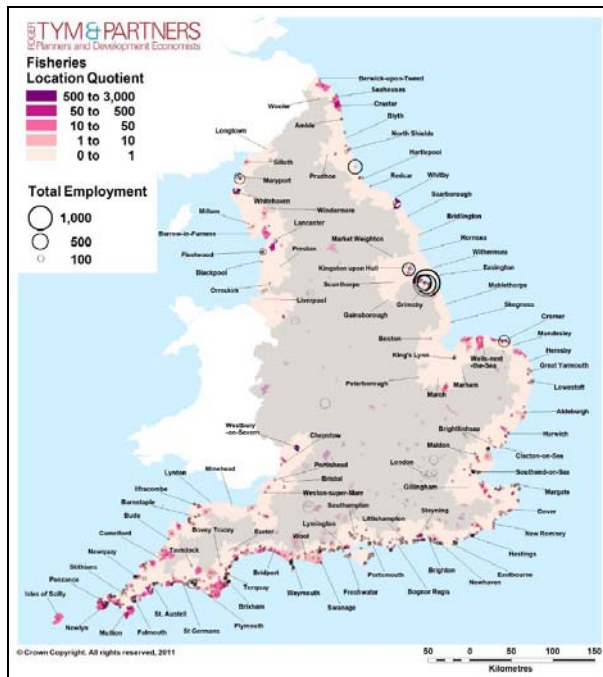 ROGER
TYM & PARTNERS
Planners and Development Economists
Fisheries
Location Quotient
500 to 3,000
50 to 500
10 to 50
1 to 10
0 to 1
Total Employment
1,000
500
100
Berwick-upon-Tweed
Seahouses
Wooler
Craster
Amble
Blyth
Longtown
North Shields
Silloth
Hartlepool
Prudhoe
Maryport
Redcar
Whitby
Whitehaven
Scarborough
Windermere
Millom
Lancaster
Bridlington
Barrow-in-Furness
Market Weighton
Hornsea
Preston
Withernsea
Fleetwood
Kingston upon Hull
Easington
Blackpool
Scunthorpe
Mablethorpe
Ormskirk
Grimsby
Liverpool
Skegness
Gainsborough
Cromer
Boston
Mundesley
King's Lynn
Wells-next
-the-Sea
Hemsby
Great Yarmouth
Peterborough
Marham
March
Lowestoft
Aldeburgh
Westbury
-on-Severn
Brightlingsea
Chepstow
Harwich
Maldon
Clacton-on-Sea
Portishead
London
Southend-on-Sea
Lynton
Minehead
Bristol
Gillingham
Ilfracombe
Weston-super-Mare
Margate
Barnstaple
Southampton
Steyning
Bude
Littlehampton
Dover
Bovey Tracey
Exeter
Lymington
Camelford
Wool
New Romney
Tavistock
Newquay
Hastings
Stithians
Bridport
Eastbourne
Penzance
Portsmouth
Brighton
Torquay
Freshwater
Newhaven
Isles of Scilly
Weymouth
Bognor Regis
St. Austell
Brixham
Swanage
Newlyn
St Germans
Plymouth
Falmouth
Mullion
© Crown Copyright. All rights reserved, 2011
50 0 50 100 150
Kilometres